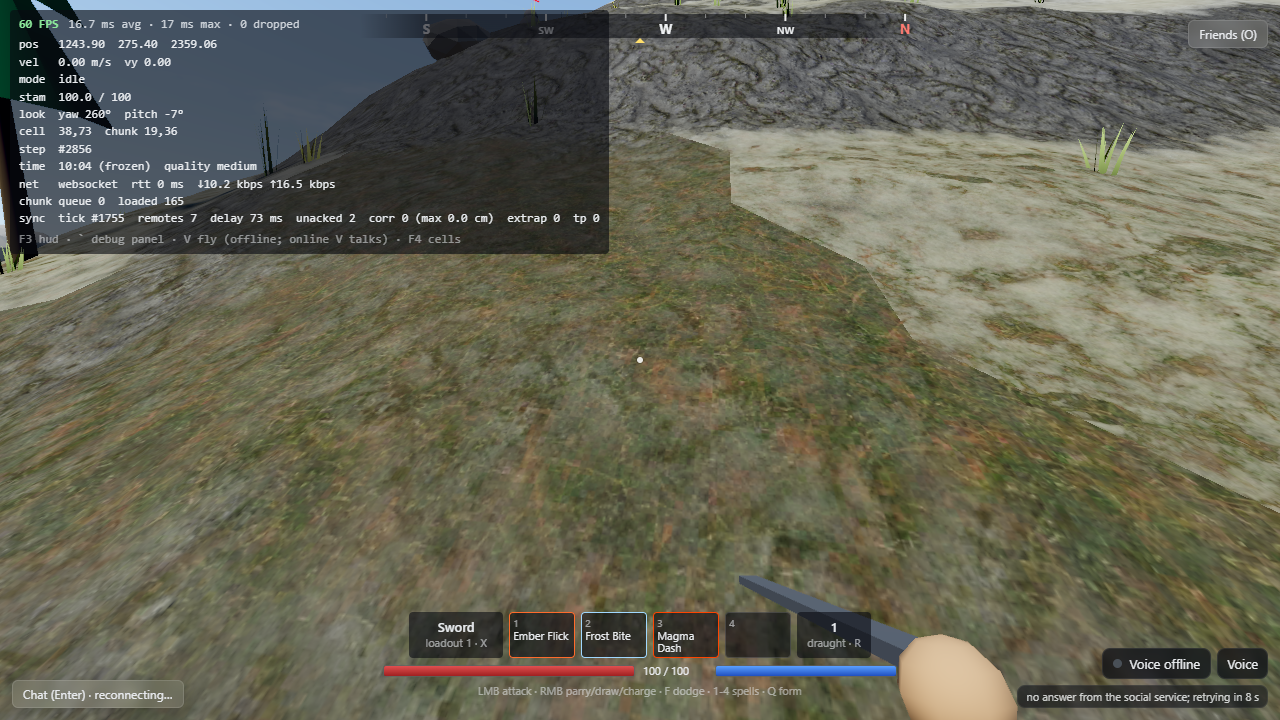 60 FPS 16.7 ms avg · 17 ms max · 0 dropped
pos 1243.90 275.40 2359.06
vel 0.00 m/s vy 0.00
mode idle
stam 100.0 / 100
look yaw 260° pitch -7°
cell 38,73 chunk 19,36
step #2856
time 10:04 (frozen) quality medium
net websocket rtt 0 ms ↓10.2 kbps ↑16.5 kbps
chunk queue 0 loaded 165
sync tick #1755 remotes 7 delay 73 ms unacked 2 corr 0 (max 0.0 cm) extrap 0 tp 0
F3 hud · ` debug panel · V fly (offline; online V talks) · F4 cells
S SW W NW N
Friends (O)
Sword
loadout 1 · X
1
Ember Flick
2
Frost Bite
3
Magma Dash
4
1
draught · R
100 / 100
LMB attack · RMB parry/draw/charge · F dodge · 1-4 spells · Q form
Chat (Enter) · reconnecting...
Voice offline
Voice
no answer from the social service; retrying in 8 s